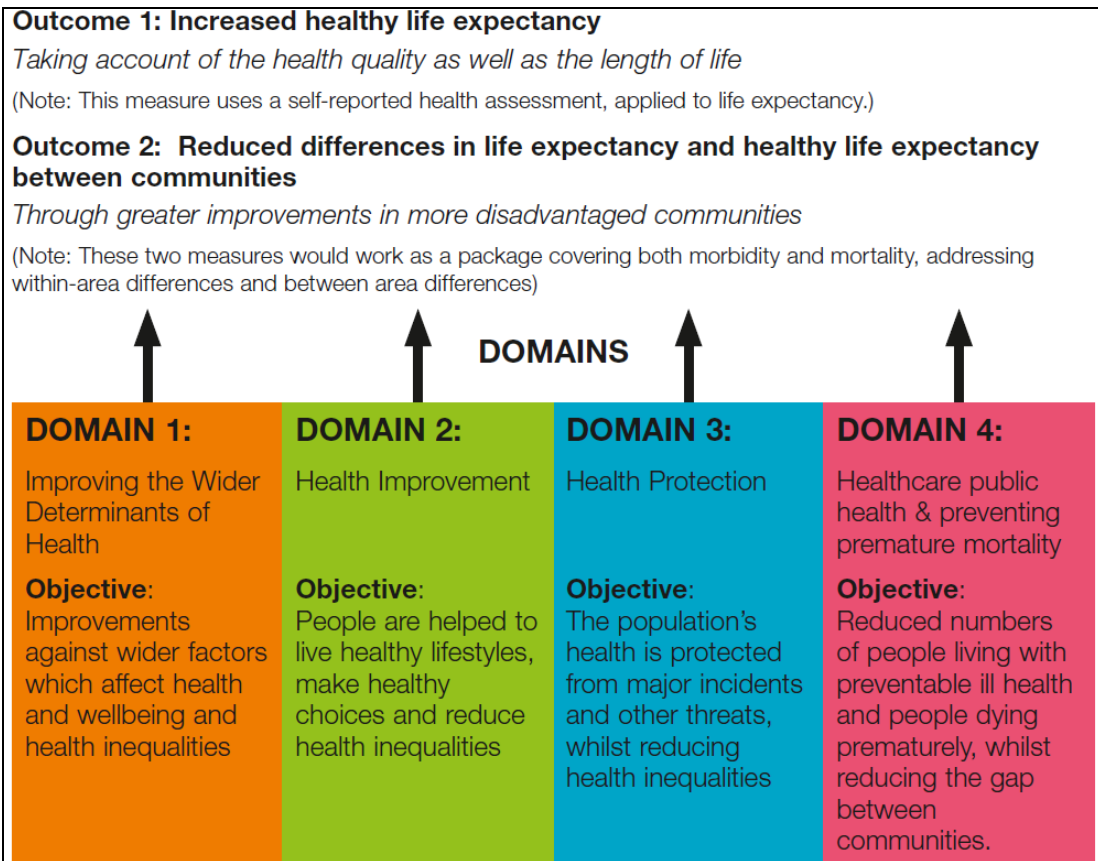 Outcome 1: Increased healthy life expectancy
Taking account of the health quality as well as the length of life
(Note: This measure uses a self-reported health assessment, applied to life expectancy.)
Outcome 2:  Reduced differences in life expectancy and healthy life expectancy
between communities
Through greater improvements in more disadvantaged communities
(Note: These two measures would work as a package covering both morbidity and mortality, addressing
within-area differences and between area differences)
DOMAINS
DOMAIN 1:
Improving the Wider
Determinants of
Health
Objective:
Improvements
against wider factors
which affect health
and wellbeing and
health inequalities
DOMAIN 2:
Health Improvement
Objective:
People are helped to
live healthy lifestyles,
make healthy
choices and reduce
health inequalities
DOMAIN 3:
Health Protection
Objective:
The population’s
health is protected
from major incidents
and other threats,
whilst reducing
health inequalities
DOMAIN 4:
Healthcare public
health & preventing
premature mortality
Objective:
Reduced numbers
of people living with
preventable ill health
and people dying
prematurely, whilst
reducing the gap
between
communities.